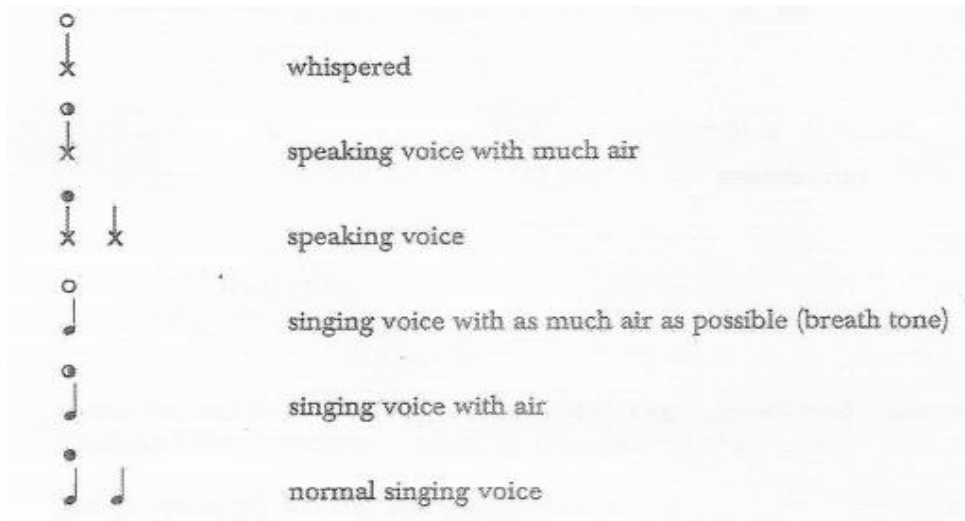 whispered
speaking voice with much air
speaking voice
singing voice with as much air as possible (breath tone)
singing voice with air
normal singing voice